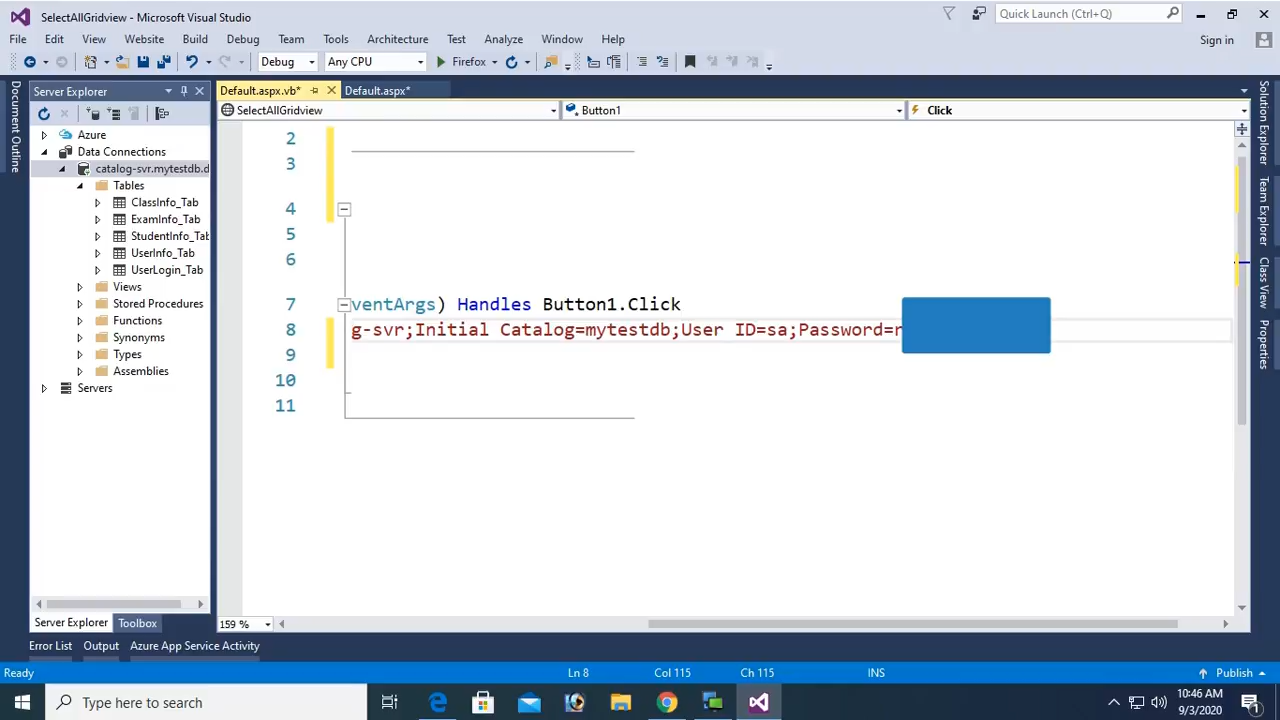 SelectAllGridview - Microsoft Visual Studio
Quick Launch (Ctrl+Q)
File Edit View Website Build Debug Team Tools Architecture Test Analyze Window Help
Sign in
Debug Any CPU Firefox
Document Outline
Server Explorer
Default.aspx.vb* Default.aspx*
SelectAllGridview Button1 Click
Azure
Data Connections
catalog-svr.mytestdb.d
Tables
ClassInfo_Tab
ExamInfo_Tab
StudentInfo_Tab
UserInfo_Tab
UserLogin_Tab
Views
Stored Procedures
Functions
Synonyms
Types
Assemblies
Servers
2
3
4
5
6
7 ventArgs) Handles Button1.Click
8 g-svr;Initial Catalog=mytestdb;User ID=sa;Password=
9
10
11
Solution Explorer
Team Explorer
Class View
Properties
159 %
Server Explorer Toolbox
Error List Output Azure App Service Activity
Ready Ln 8 Col 115 Ch 115 INS Publish
Type here to search
10:46 AM
9/3/2020
1